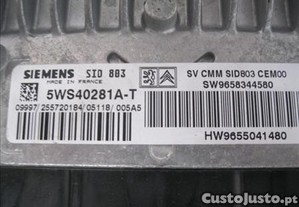 SIEMENS SID 803
MADE IN FRANCE
5WS40281A-T
09997/255720184/05118/005A5
SV CMM SID803 CEM00
SW9658344580
HW9655041480
CustoJusto.pt